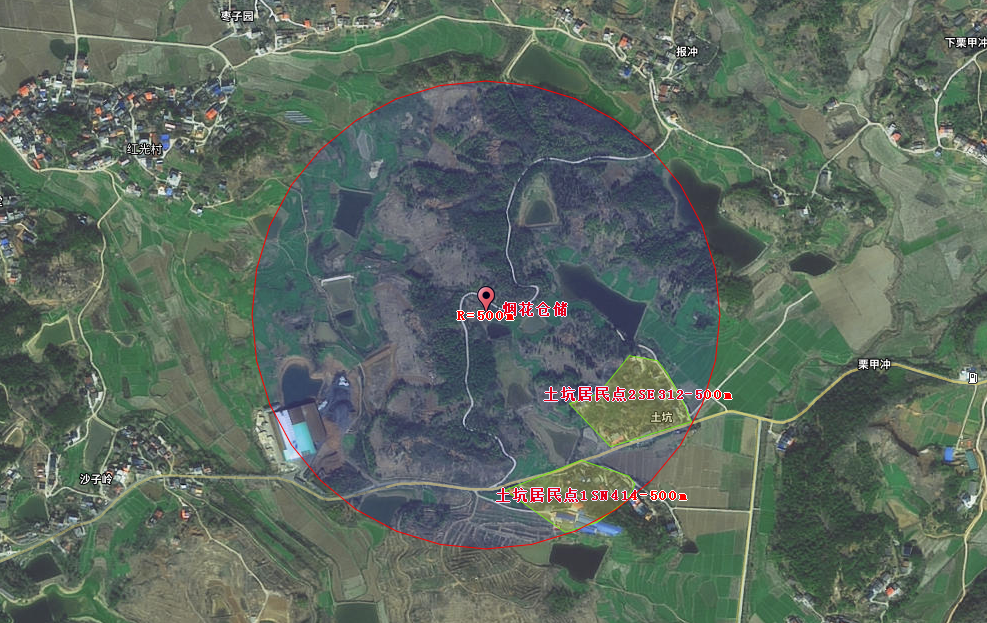 枣子园
下栗甲冲
报冲
红光村
烟花仓储
R=500m
栗甲冲
土坑居民点2SE312-500m
土坑
沙子岭
土坑居民点1SN414-500m